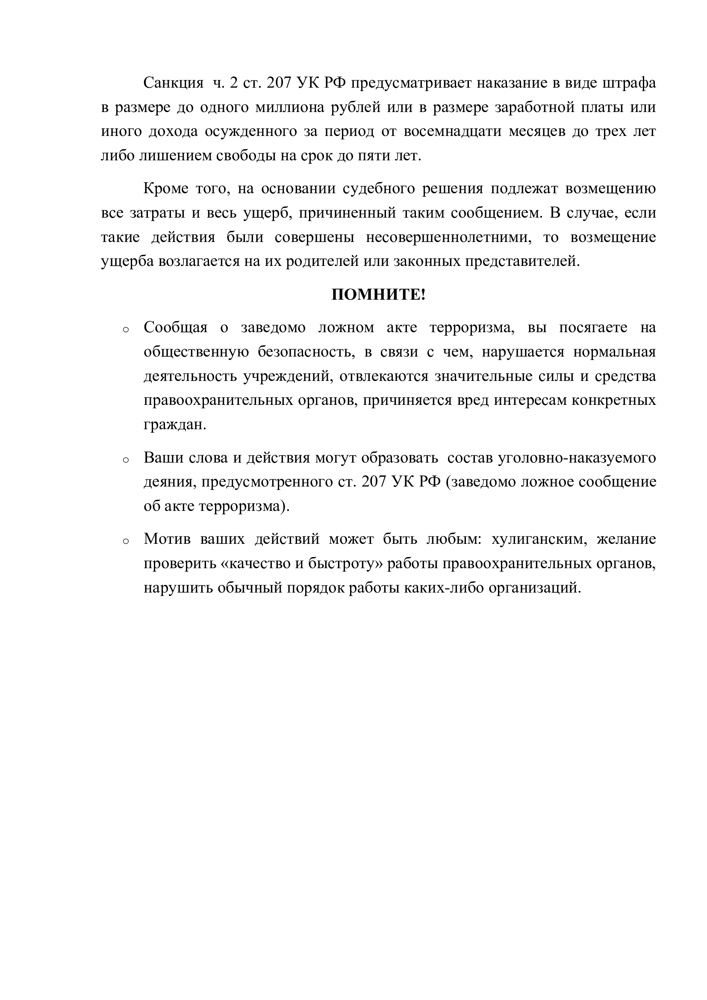 Санкция ч. 2 ст. 207 УК РФ предусматривает наказание в виде штрафа
в размере до одного миллиона рублей или в размере заработной платы или
иного дохода осужденного за период от восемнадцати месяцев до трех лет
либо лишением свободы на срок до пяти лет.
Кроме того, на основании судебного решения подлежат возмещению
все затраты и весь ущерб, причиненный таким сообщением. В случае, если
такие действия были совершены несовершеннолетними, то возмещение
ущерба возлагается на их родителей или законных представителей.
ПОМНИТЕ!
o Сообщая о заведомо ложном акте терроризма, вы посягаете на
общественную безопасность, в связи с чем, нарушается нормальная
деятельность учреждений, отвлекаются значительные силы и средства
правоохранительных органов, причиняется вред интересам конкретных
граждан.
o Ваши слова и действия могут образовать состав уголовно-наказуемого
деяния, предусмотренного ст. 207 УК РФ (заведомо ложное сообщение
об акте терроризма).
o Мотив ваших действий может быть любым: хулиганским, желание
проверить «качество и быстроту» работы правоохранительных органов,
нарушить обычный порядок работы каких-либо организаций.